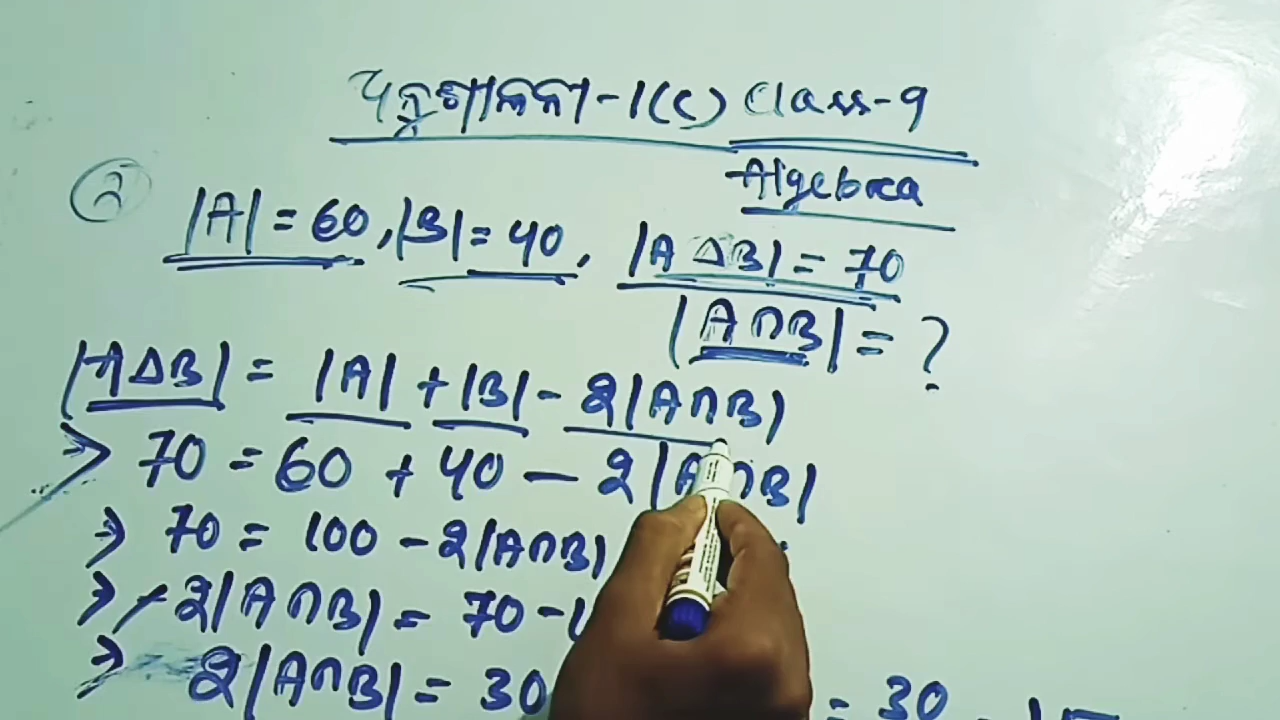 ଅନୁଶୀଳନୀ-1(c) Class-9
Algebra
2 |A| = 60, |B| = 40, |A Δ B| = 70
|A∩B| = ?
|AΔB| = |A| + |B| - 2|A∩B|
⇒ 70 = 60 + 40 - 2|A∩B|
⇒ 70 = 100 - 2|A∩B|
⇒ -2|A∩B| = 70 -
⇒ 2|A∩B| = 30
= 30